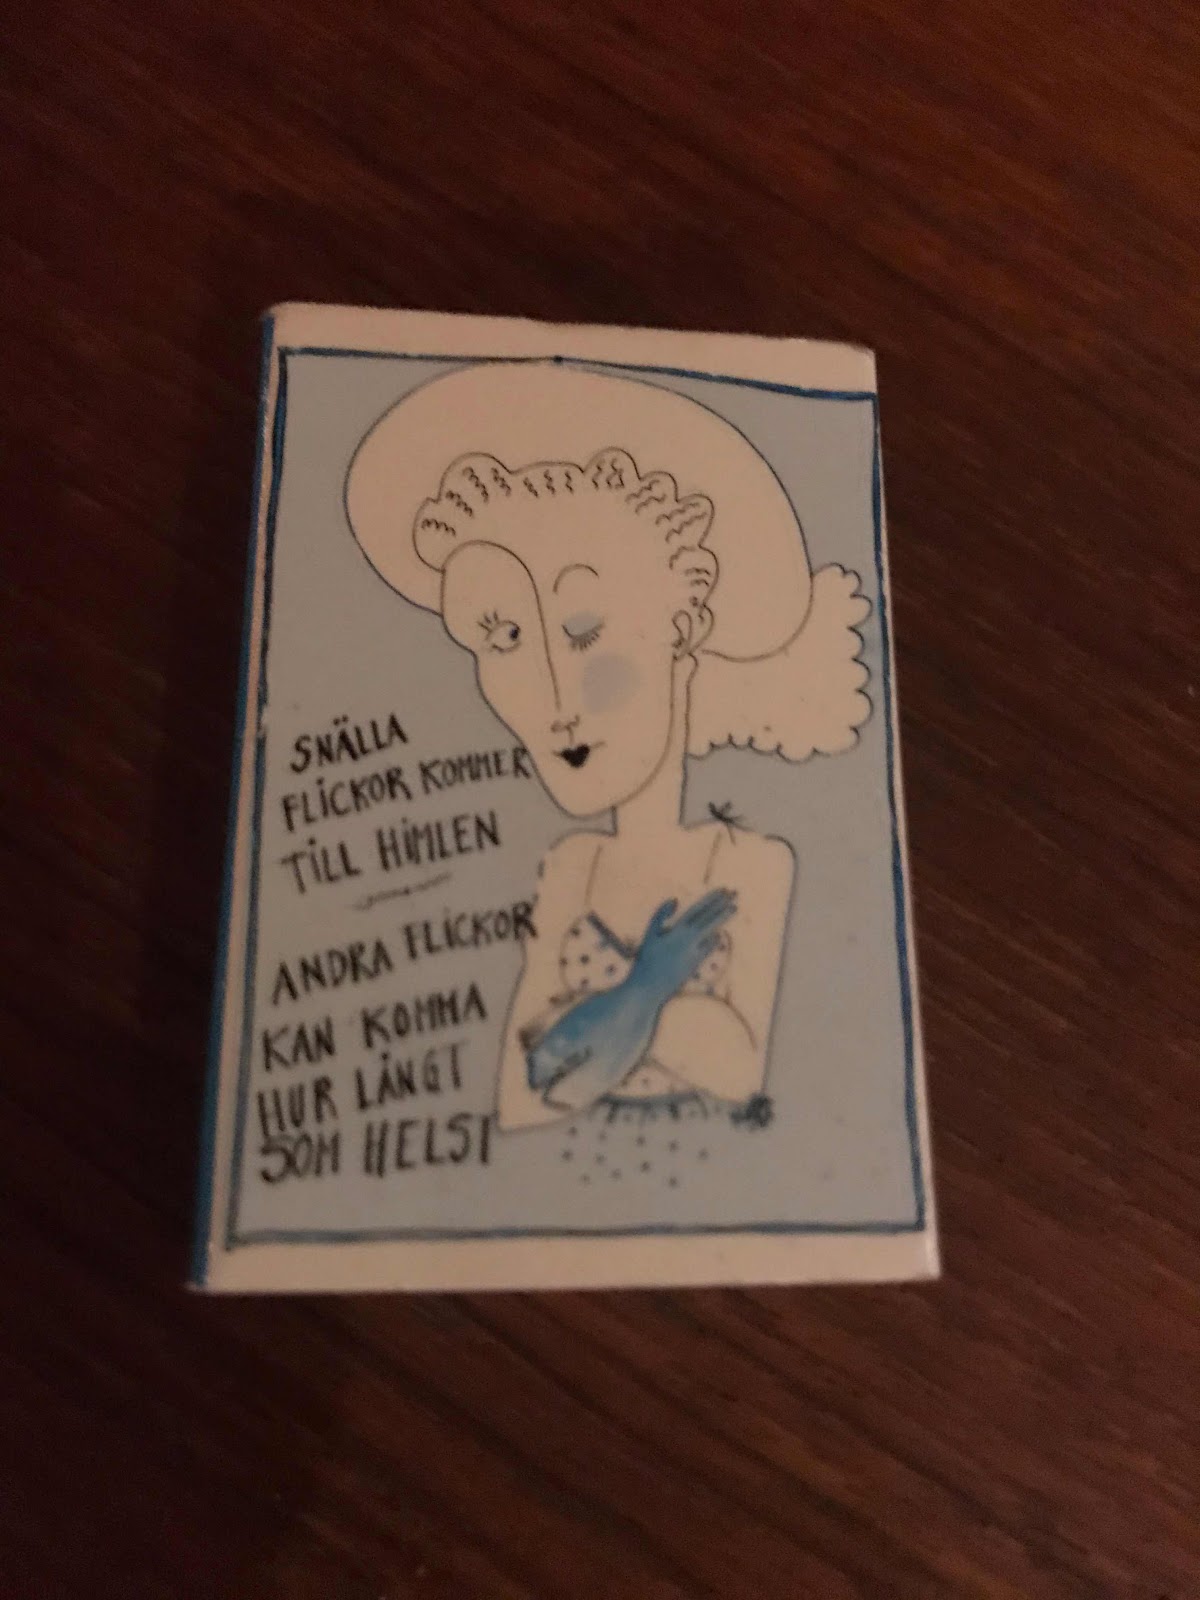 SNÄLLA
FLICKOR KOMMER
TILL HIMLEN
ANDRA FLICKOR
KAN KOMMA
HUR LÅNGT
SOM HELST